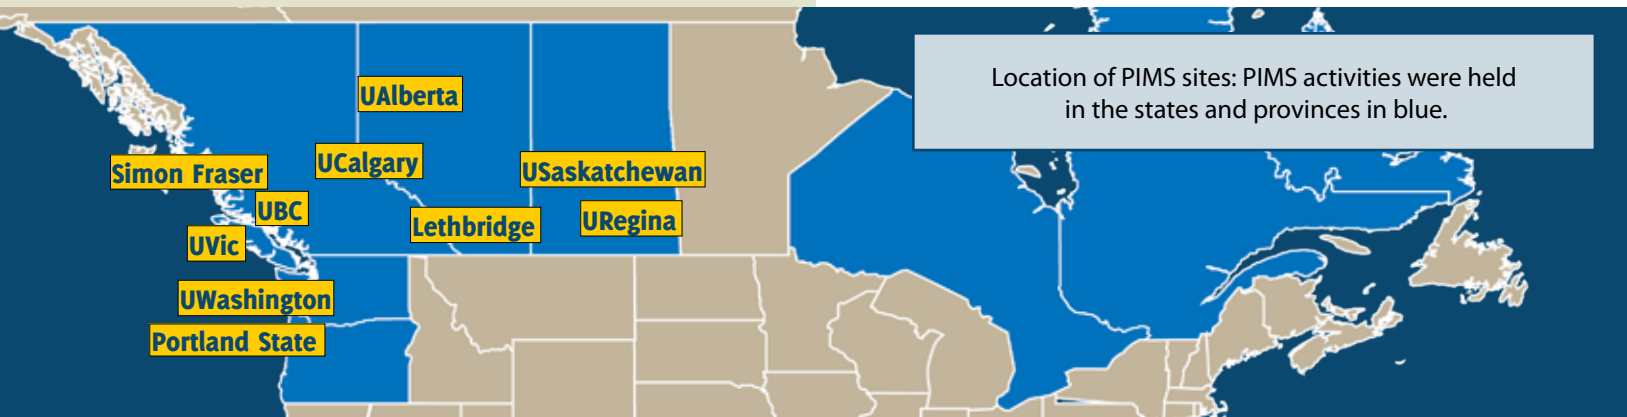 Location of PIMS sites: PIMS activities were held
in the states and provinces in blue.
UAlberta
UCalgary
Simon Fraser
USaskatchewan
UBC
Lethbridge
URegina
UVic
UWashington
Portland State